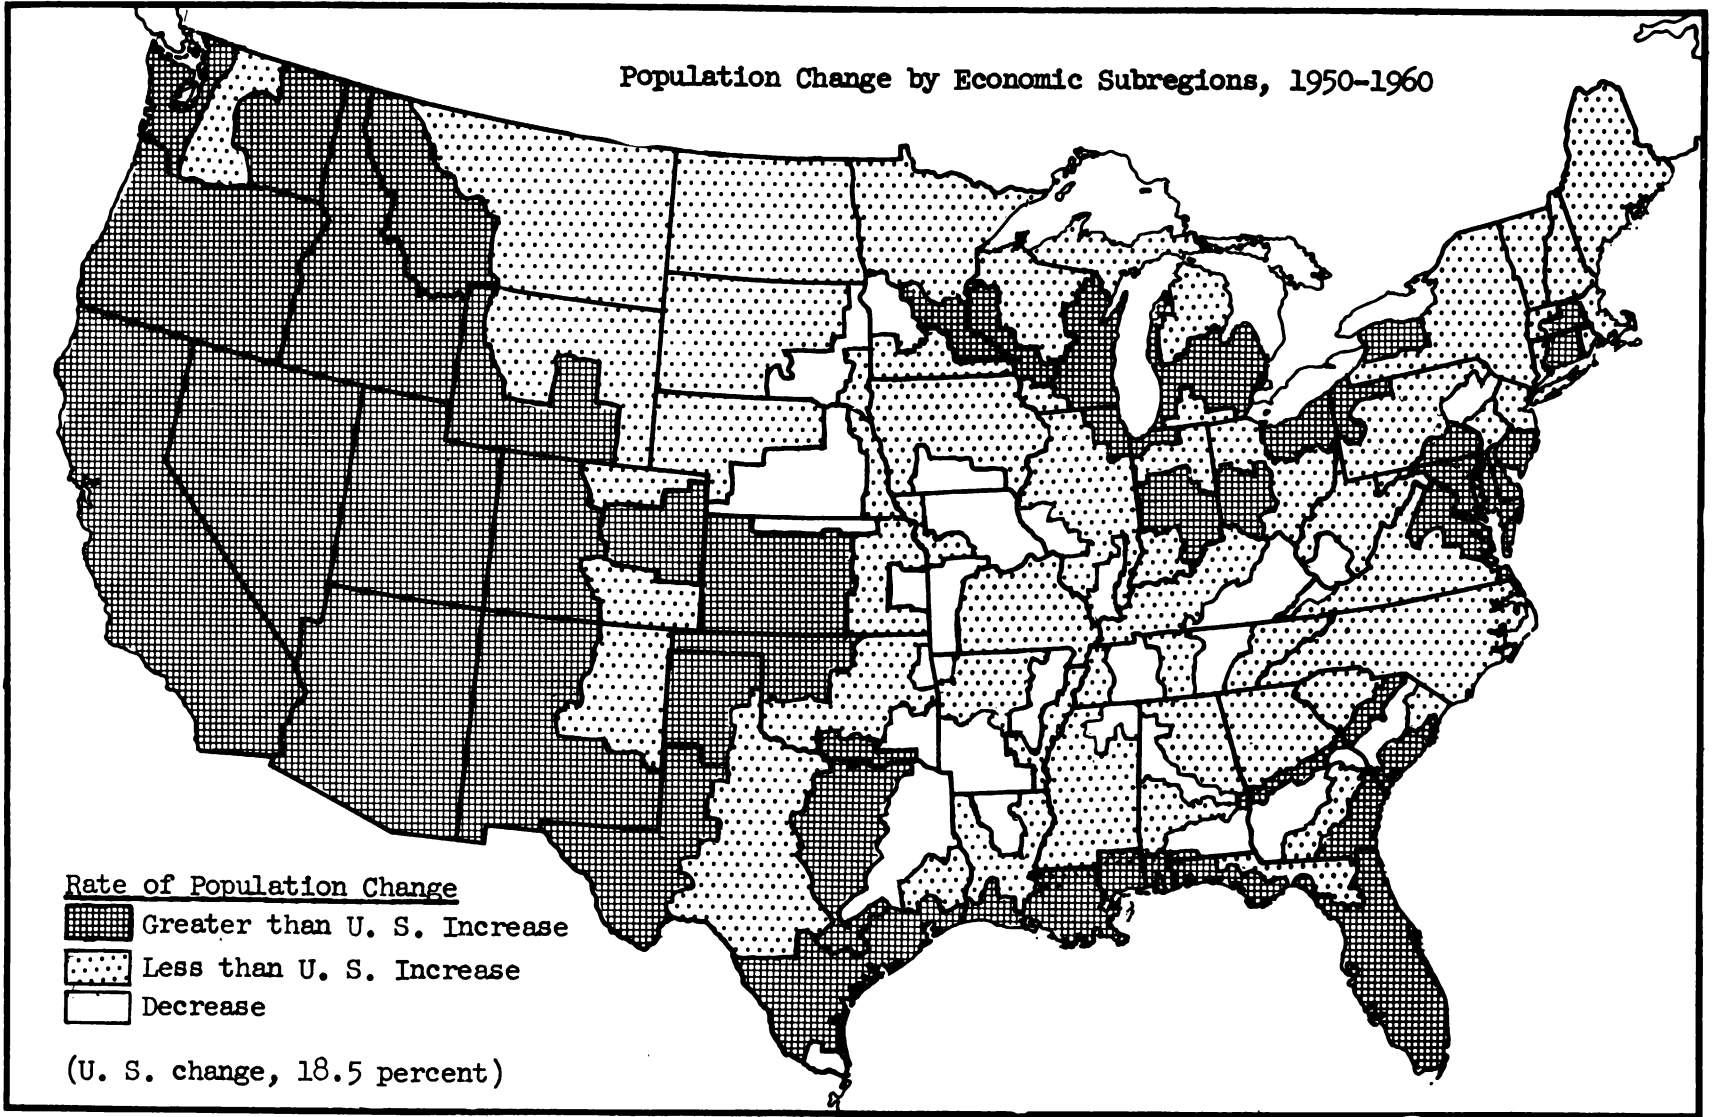 Population Change by Economic Subregions, 1950-1960
Rate of Population Change
Greater than U. S. Increase
Less than U. S. Increase
Decrease
(U. S. change, 18.5 percent)